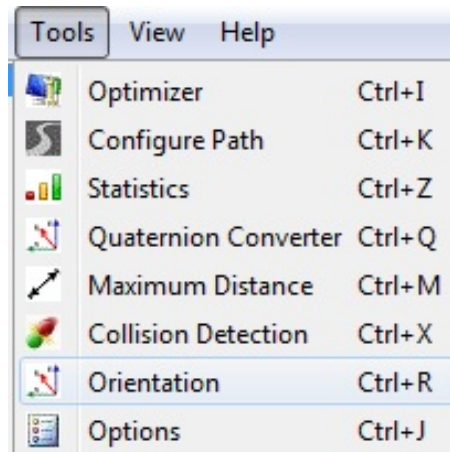 Tools View Help
Optimizer Ctrl+I
Configure Path Ctrl+K
Statistics Ctrl+Z
Quaternion Converter Ctrl+Q
Maximum Distance Ctrl+M
Collision Detection Ctrl+X
Orientation Ctrl+R
Options Ctrl+J